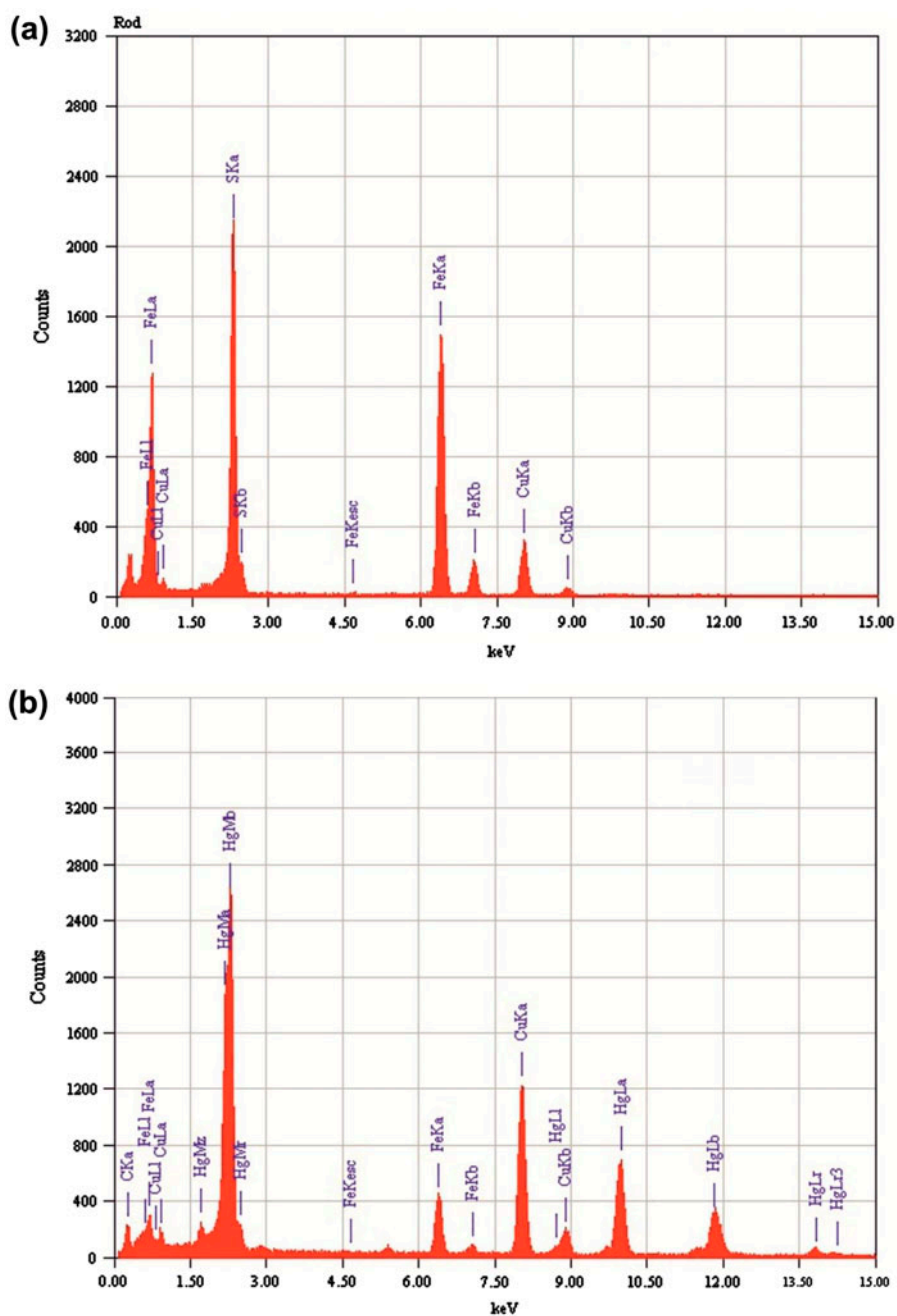 (a)
Rod
3200
2800
2400
2000
1600
1200
800
400
0
Counts
FeLl
FeLa
CuLl
CuLa
SKa
SKb
FeKesc
FeKa
FeKb
CuKa
CuKb
0.00 1.50 3.00 4.50 6.00 7.50 9.00 10.50 12.00 13.50 15.00
keV
(b)
4000
3600
3200
2800
2400
2000
1600
1200
800
400
0
Counts
CKa
FeLl
FeLa
CuLl
CuLa
HgMz
HgMa
HgMb
HgMr
FeKesc
FeKa
FeKb
CuKa
HgLl
CuKb
HgLa
HgLb
HgLr
HgLr3
0.00 1.50 3.00 4.50 6.00 7.50 9.00 10.50 12.00 13.50 15.00
keV